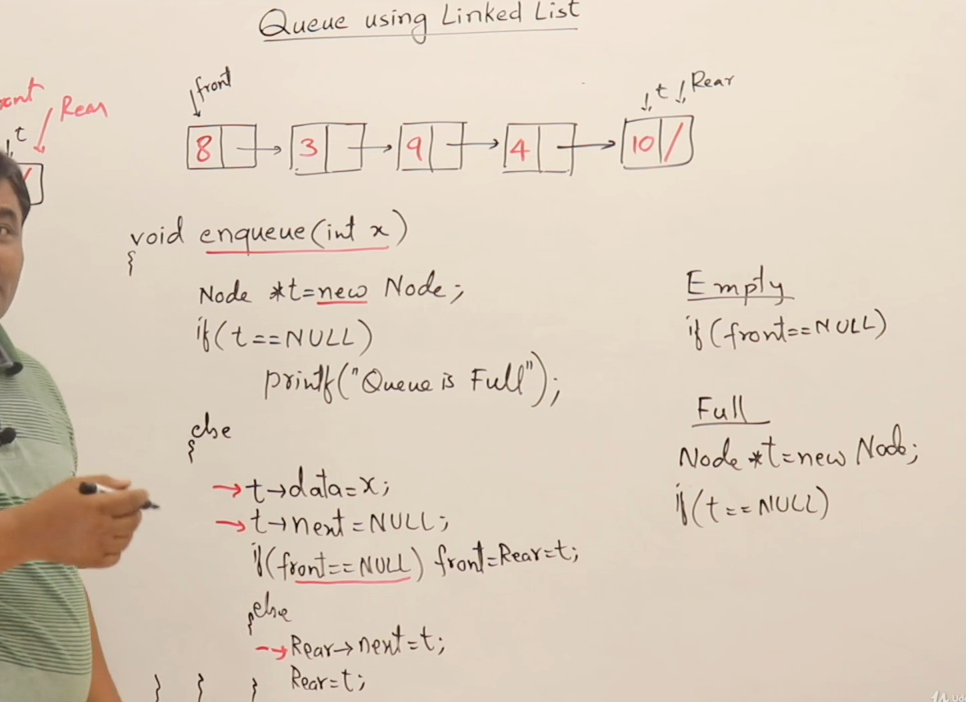 Queue using Linked List
front
t Rear
Rear
t
8 3 9 4 10 /
void enqueue(int x)
{
Node *t=new Node;
if(t==NULL)
printf("Queue is Full");
else
{
t→data=x;
t→next=NULL;
if(front==NULL) front=Rear=t;
else
{
Rear→next=t;
Rear=t;
} } }
Empty
if(front==NULL)
Full
Node *t=new Node;
if(t==NULL)